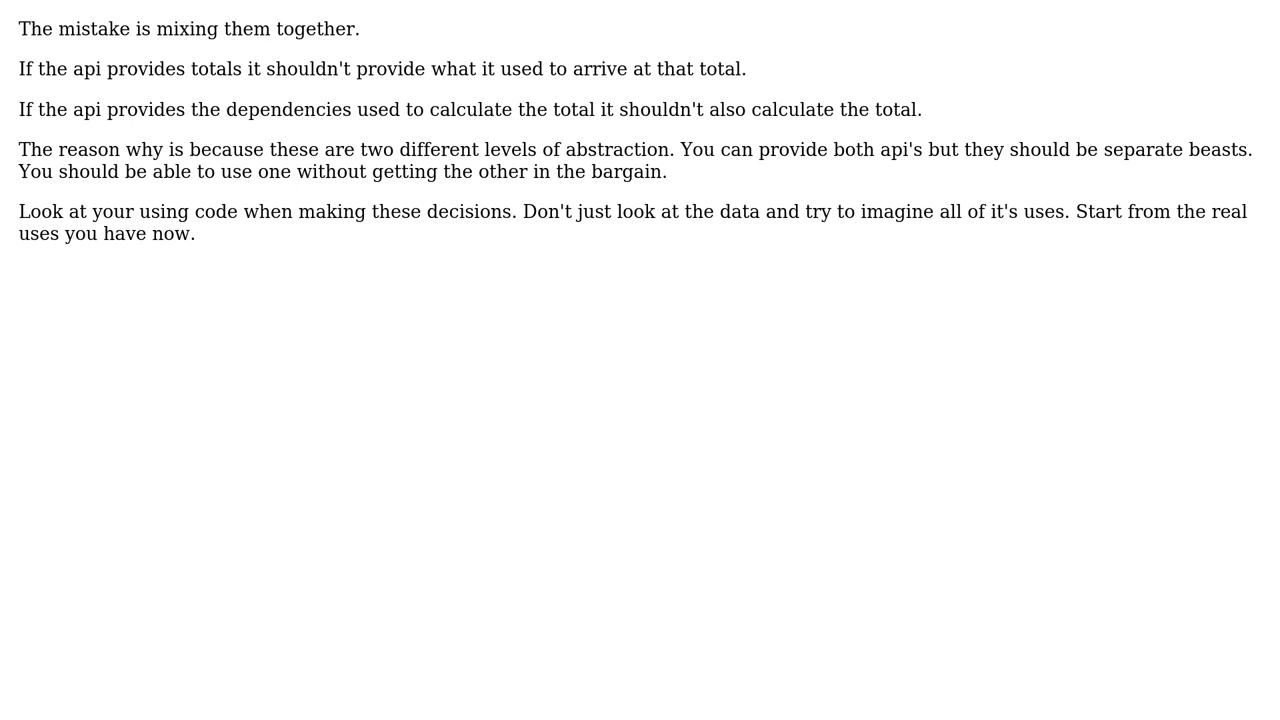 The mistake is mixing them together.
If the api provides totals it shouldn't provide what it used to arrive at that total.
If the api provides the dependencies used to calculate the total it shouldn't also calculate the total.
The reason why is because these are two different levels of abstraction. You can provide both api's but they should be separate beasts.
You should be able to use one without getting the other in the bargain.
Look at your using code when making these decisions. Don't just look at the data and try to imagine all of it's uses. Start from the real
uses you have now.